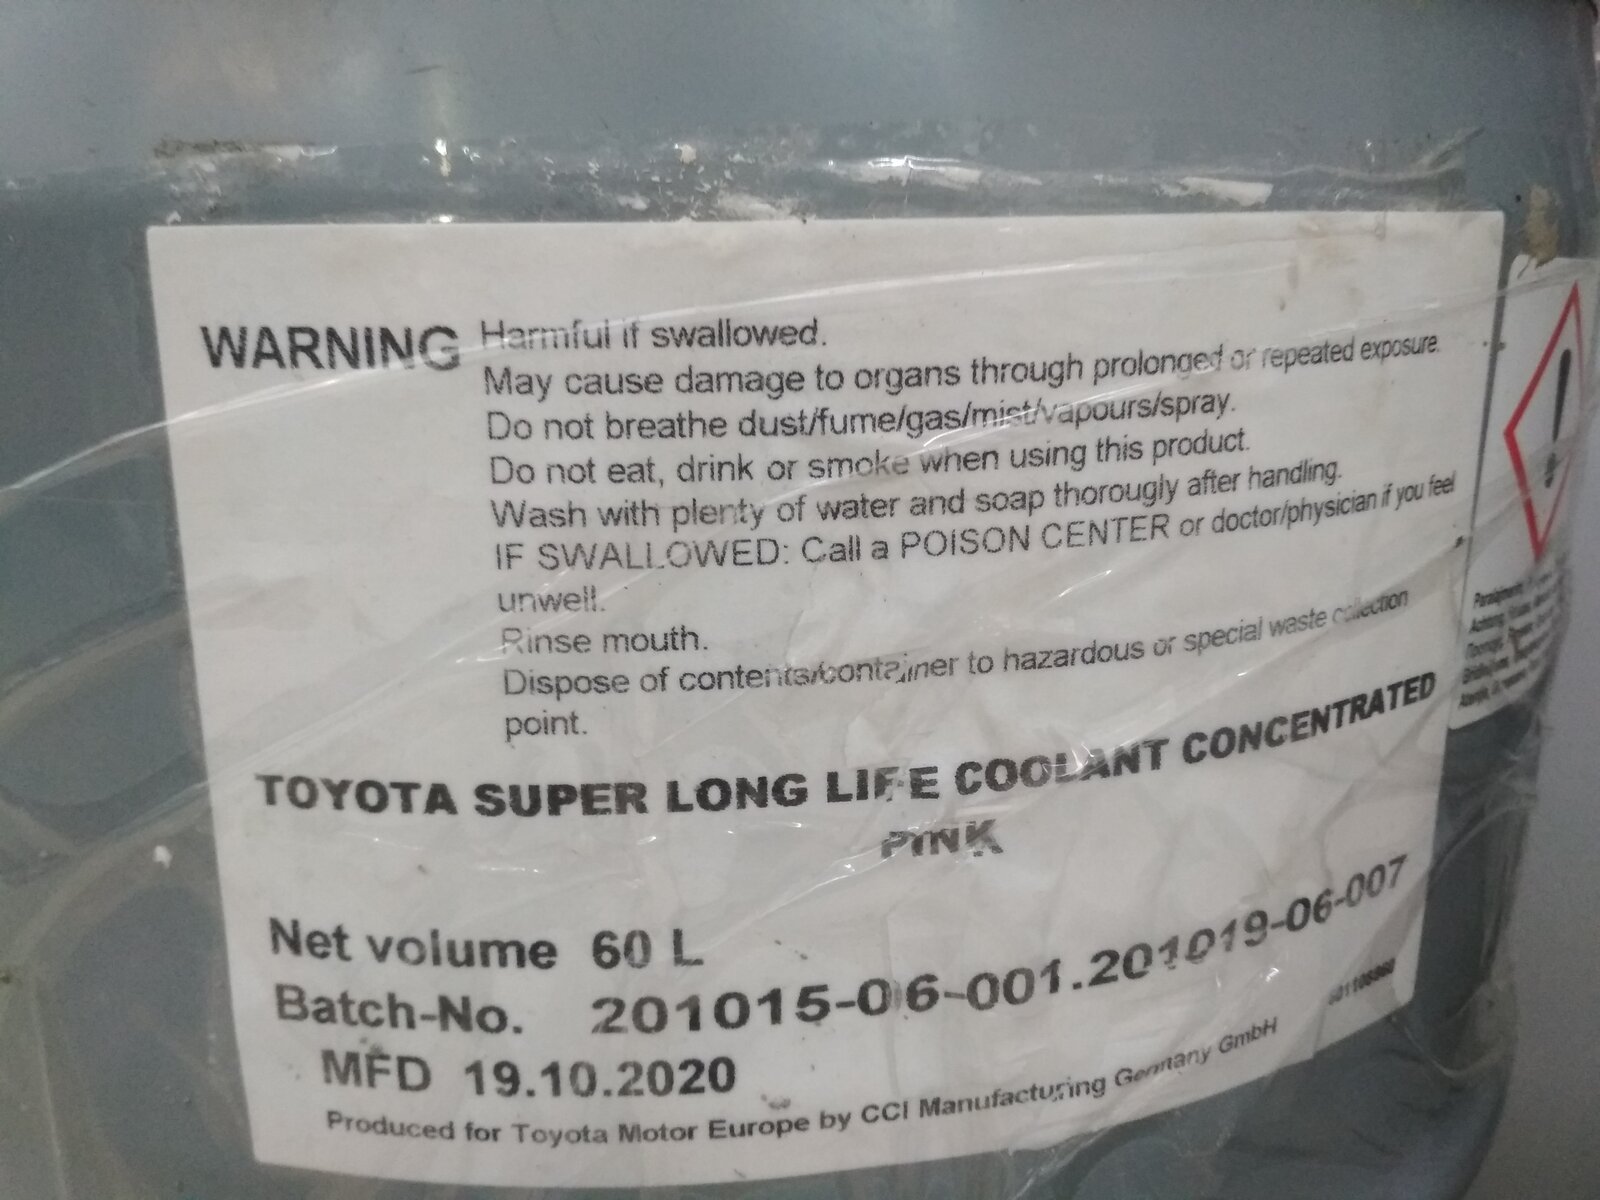 WARNING Harmful if swallowed.
May cause damage to organs through prolonged or repeated exposure.
Do not breathe dust/fume/gas/mist/vapours/spray.
Do not eat, drink or smoke when using this product.
Wash with plenty of water and soap thorougly after handling.
IF SWALLOWED: Call a POISON CENTER or doctor/physician if you feel
unwell.
Rinse mouth.
Dispose of contents/container to hazardous or special waste collection
point.
TOYOTA SUPER LONG LIFE COOLANT CONCENTRATED
PINK
Net volume 60 L
Batch-No. 201015-06-001.201019-06-007
MFD 19.10.2020
Produced for Toyota Motor Europe by CCI Manufacturing Germany GmbH